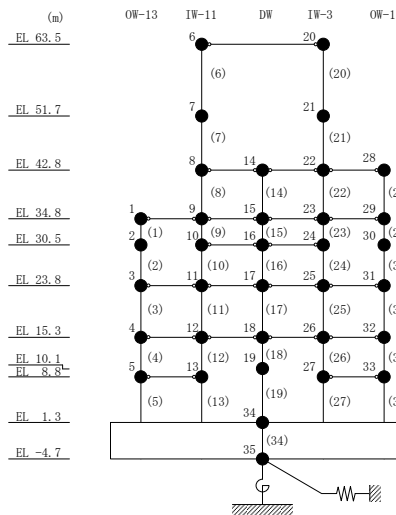 (m) OW-13 IW-11 DW IW-3 OW-1
EL 63.5 6 20
(6) (20)
EL 51.7 7 21
(7) (21)
EL 42.8 8 14 22 28
(8) (14) (22)
EL 34.8 1 9 15 23 29
(1) (9) (15) (23)
EL 30.5 2 10 16 24 30
(2) (10) (16) (24)
EL 23.8 3 11 17 25 31
(3) (11) (17) (25)
EL 15.3 4 12 18 26 32
(4) (12) (18) (26)
EL 10.1 19
EL 8.8 5 13 27 33
(5) (13) (19) (27)
EL 1.3 34
(34)
EL -4.7 35